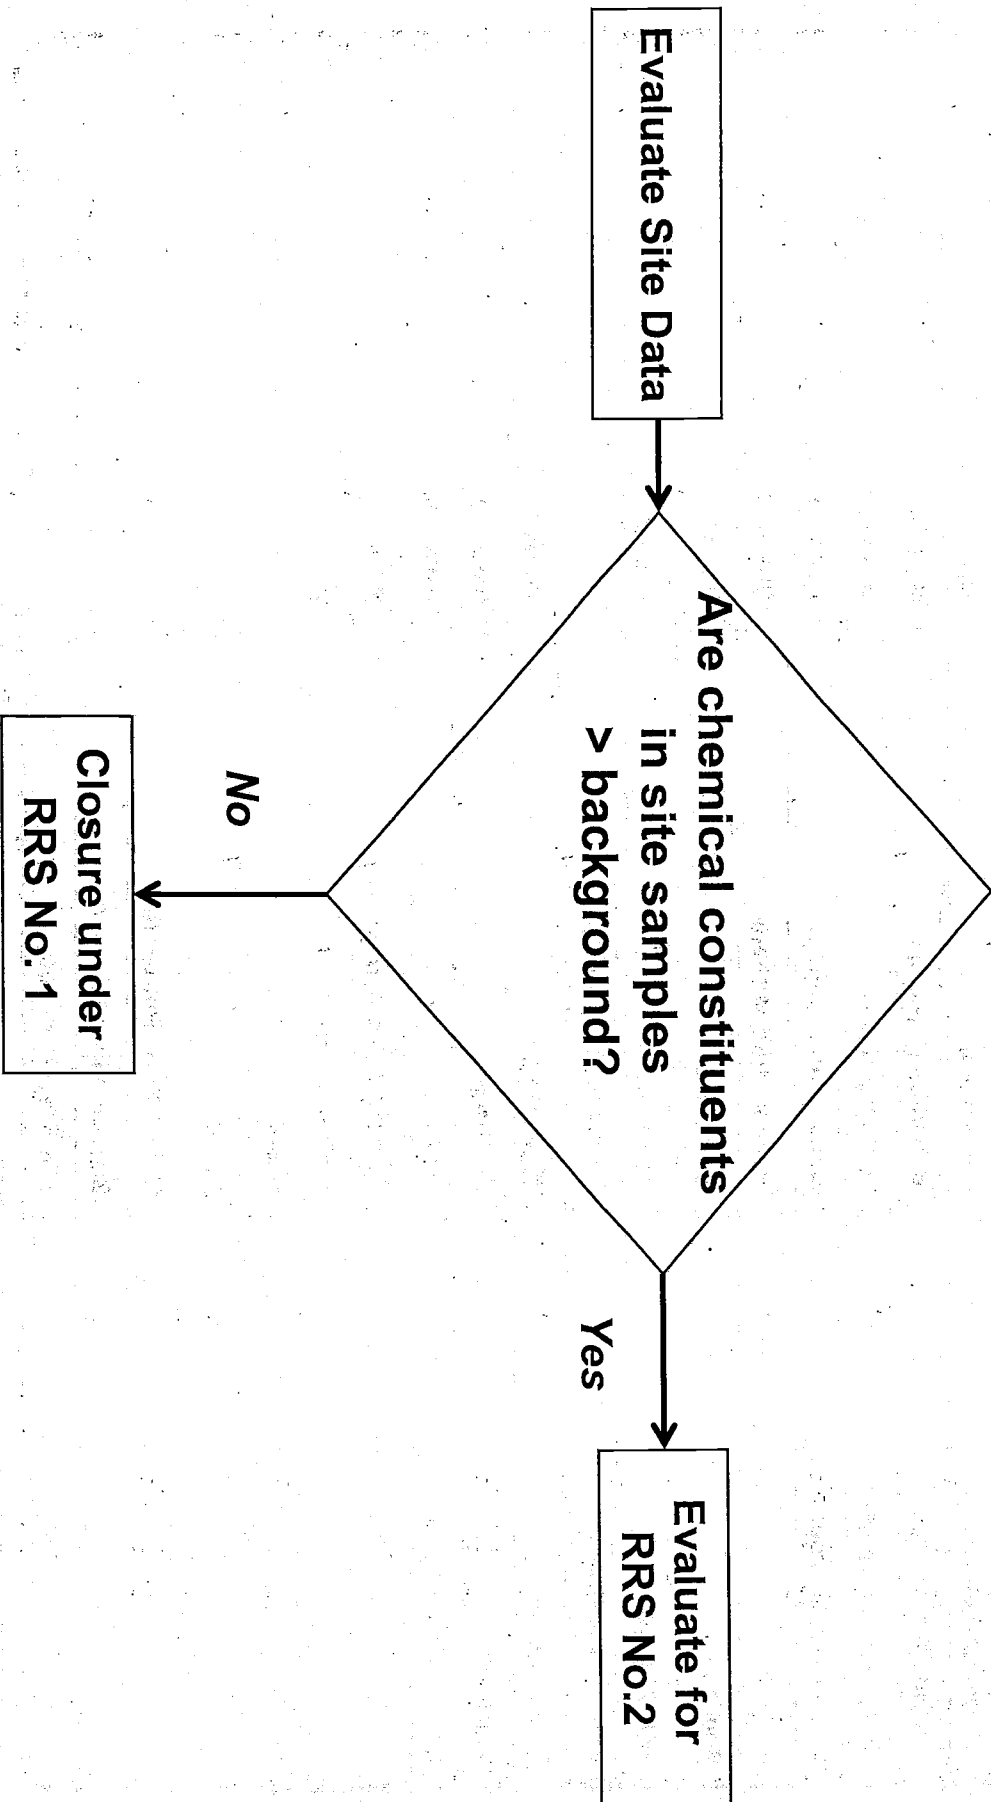 Evaluate Site Data
Are chemical constituents
in site samples
> background?
No
Closure under
RRS No. 1
Yes
Evaluate for
RRS No.2